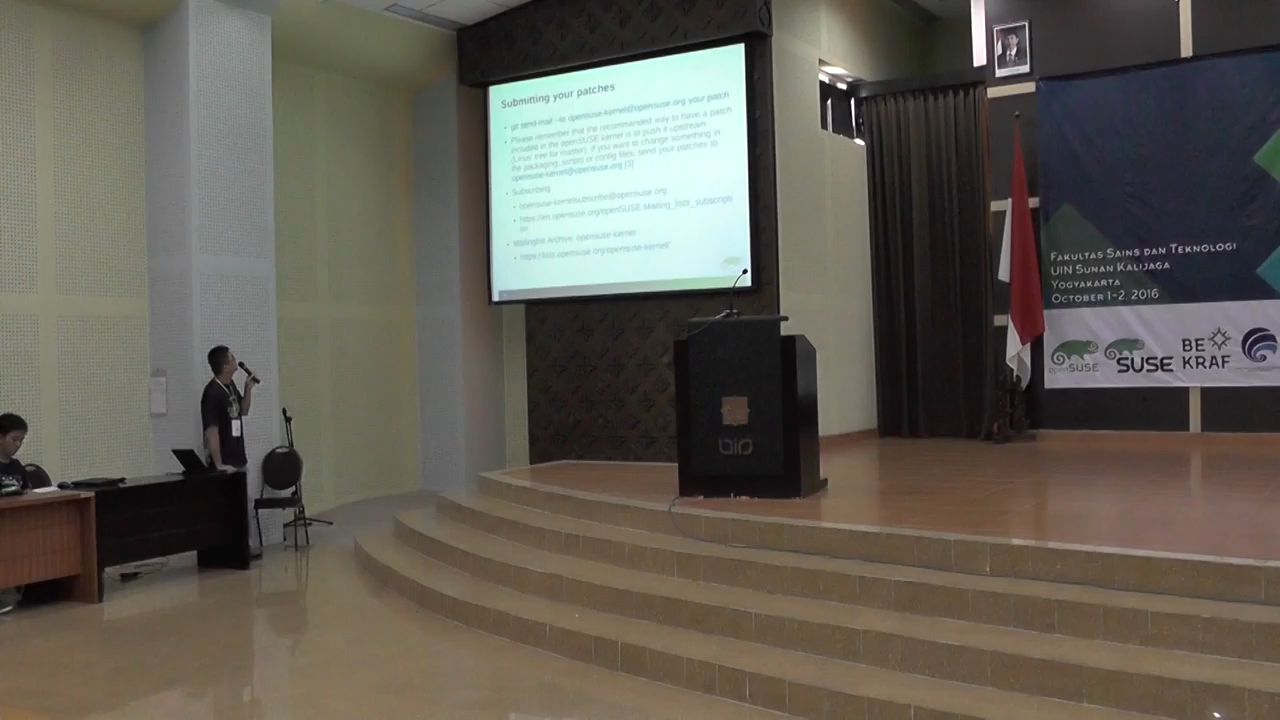 Submitting your patches
git send-mail --to opensuse-kernel@opensuse.org your.patch
Please remember that the recommended way to have a patch
included in the openSUSE kernel is to push it upstream
(Linus' tree for master). If you want to change something in
the packaging, scripts or config files, send your patches to
opensuse-kernel@opensuse.org [3]
Subscribing
opensuse-kernelsubscribe@opensuse.org
https://en.opensuse.org/openSUSE:Mailing_lists_subscripti
on
Mailinglist Archive: opensuse-kernel
https://lists.opensuse.org/opensuse-kernel/
Fakultas Sains dan Teknologi
UIN Sunan Kalijaga
Yogyakarta
October 1-2, 2016
openSUSE
SUSE
BE
KRAF
uin